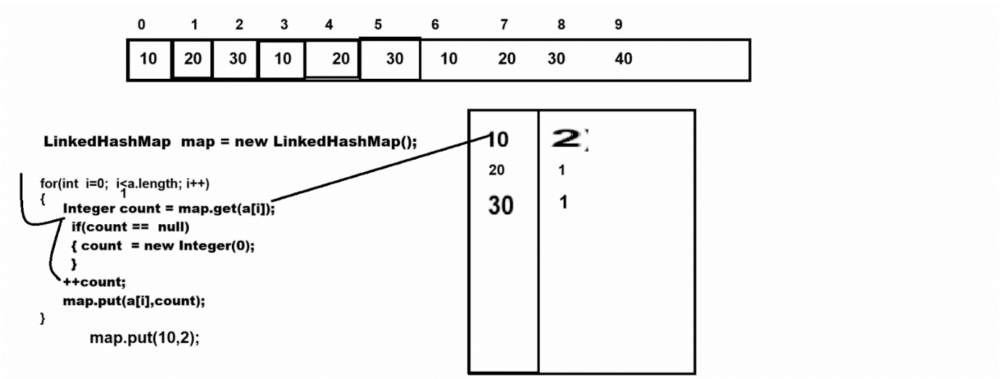 0 1 2 3 4 5 6 7 8 9
10 20 30 10 20 30 10 20 30 40
LinkedHashMap map = new LinkedHashMap();
for(int i=0; i<a.length; i++)
1
{
Integer count = map.get(a[i]);
if(count == null)
{ count = new Integer(0);
}
++count;
map.put(a[i],count);
}
map.put(10,2);
10 2
20 1
30 1